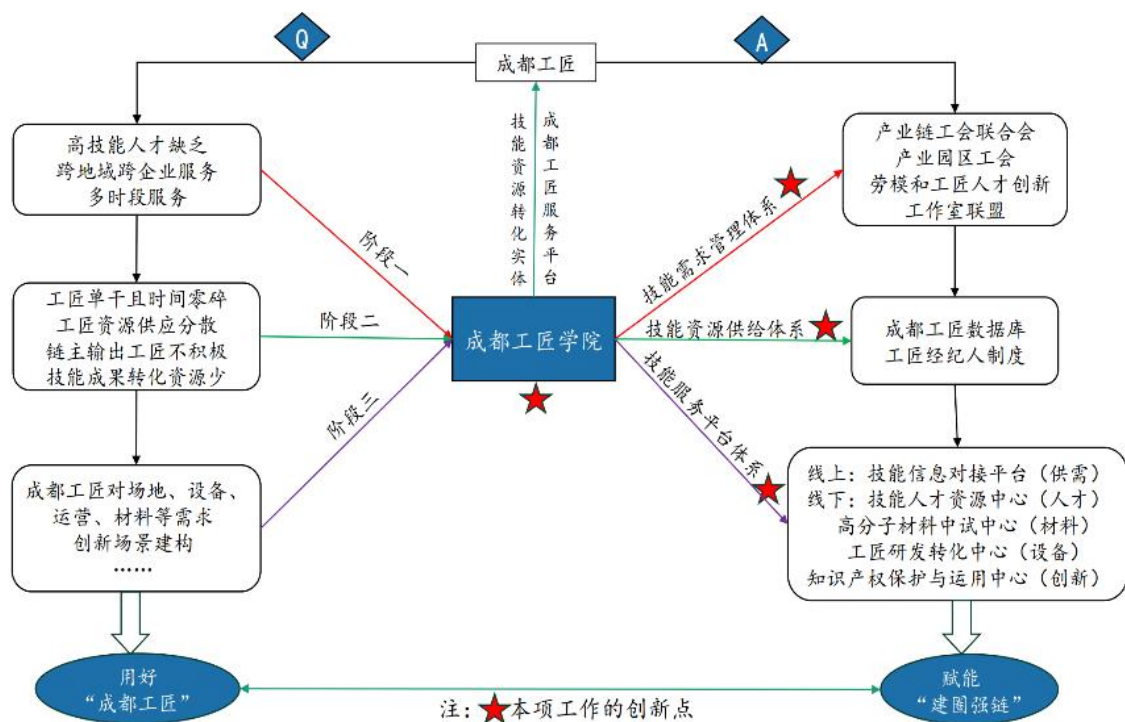 Q
A
成都工匠
高技能人才缺乏
跨地域跨企业服务
多时段服务
技能资源转化实体
成都工匠服务平台
产业链工会联合会
产业园区工会
劳模和工匠人才创新
工作室联盟
阶段一
技能需求管理体系
工匠单干且时间零碎
工匠资源供应分散
链主输出工匠不积极
技能成果转化资源少
阶段二
成都工匠学院
技能资源供给体系
成都工匠数据库
工匠经纪人制度
阶段三
技能服务平台体系
成都工匠对场地、设备、
运营、材料等需求
创新场景建构
……
线上：技能信息对接平台（供需）
线下：技能人才资源中心（人才）
高分子材料中试中心（材料）
工匠研发转化中心（设备）
知识产权保护与运用中心（创新）
用好
“成都工匠”
赋能
“建圈强链”
注：本项工作的创新点